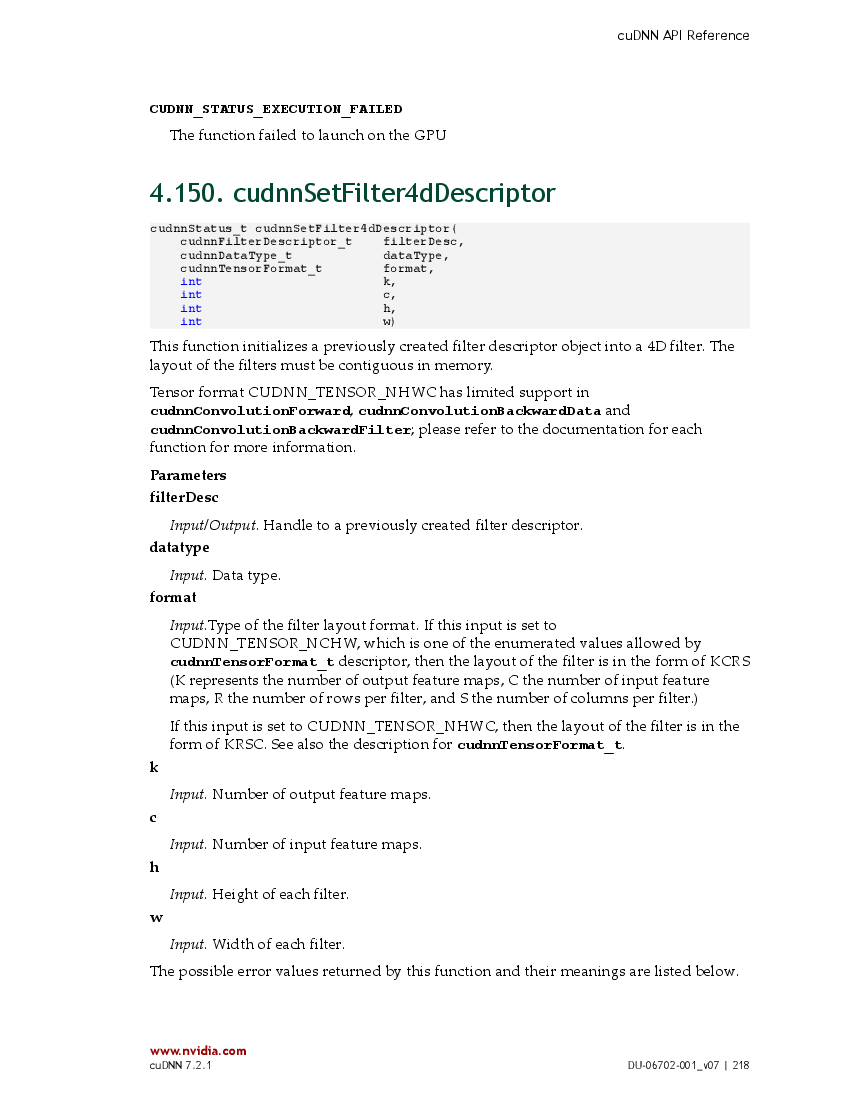 cuDNN API Reference
CUDNN_STATUS_EXECUTION_FAILED
The function failed to launch on the GPU
4.150. cudnnSetFilter4dDescriptor
cudnnStatus_t cudnnSetFilter4dDescriptor(
cudnnFilterDescriptor_t filterDesc,
cudnnDataType_t dataType,
cudnnTensorFormat_t format,
int k,
int c,
int h,
int w)
This function initializes a previously created filter descriptor object into a 4D filter. The
layout of the filters must be contiguous in memory.
Tensor format CUDNN_TENSOR_NHWC has limited support in
cudnnConvolutionForward, cudnnConvolutionBackwardData and
cudnnConvolutionBackwardFilter; please refer to the documentation for each
function for more information.
Parameters
filterDesc
Input/Output. Handle to a previously created filter descriptor.
datatype
Input. Data type.
format
Input.Type of the filter layout format. If this input is set to
CUDNN_TENSOR_NCHW, which is one of the enumerated values allowed by
cudnnTensorFormat_t descriptor, then the layout of the filter is in the form of KCRS
(K represents the number of output feature maps, C the number of input feature
maps, R the number of rows per filter, and S the number of columns per filter.)
If this input is set to CUDNN_TENSOR_NHWC, then the layout of the filter is in the
form of KRSC. See also the description for cudnnTensorFormat_t.
k
Input. Number of output feature maps.
c
Input. Number of input feature maps.
h
Input. Height of each filter.
w
Input. Width of each filter.
The possible error values returned by this function and their meanings are listed below.
www.nvidia.com
cuDNN 7.2.1 DU-06702-001_v07 | 218